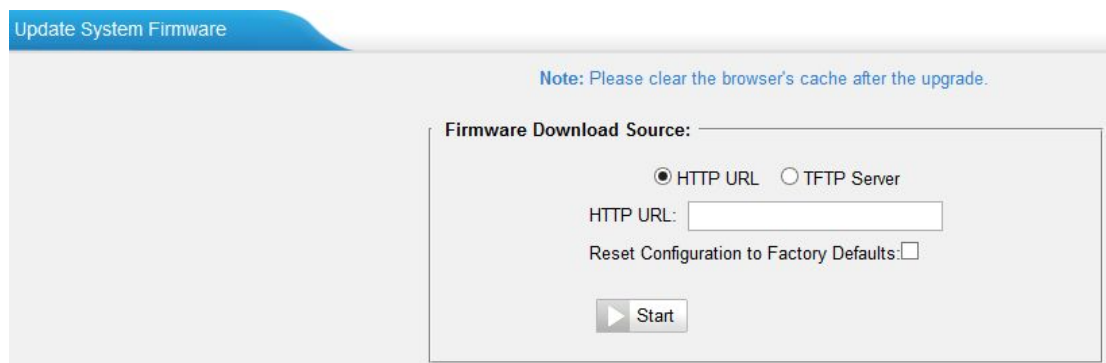 Update System Firmware
Note: Please clear the browser's cache after the upgrade.
Firmware Download Source:
HTTP URL TFTP Server
HTTP URL:
Reset Configuration to Factory Defaults:
Start